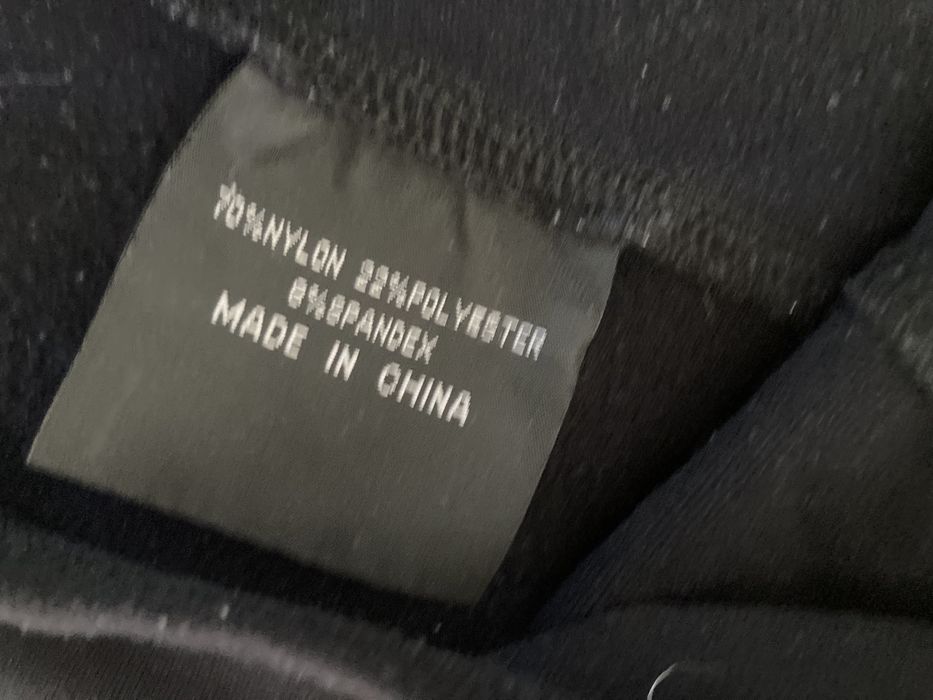 70%NYLON 22%POLYESTER
8%SPANDEX
MADE IN CHINA